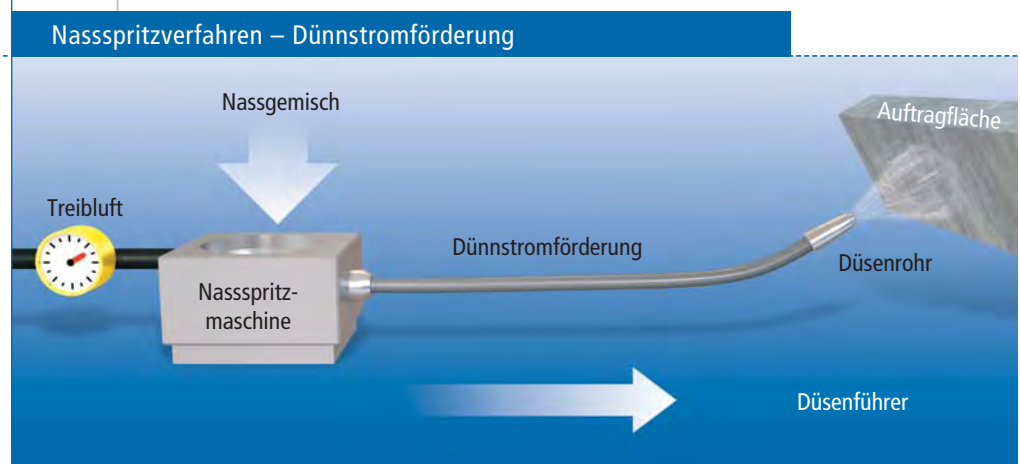 Nassspritzverfahren – Dünnstromförderung
Nassgemisch
Auftragfläche
Treibluft
Dünnstromförderung
Düsenrohr
Nassspritz-
maschine
Düsenführer